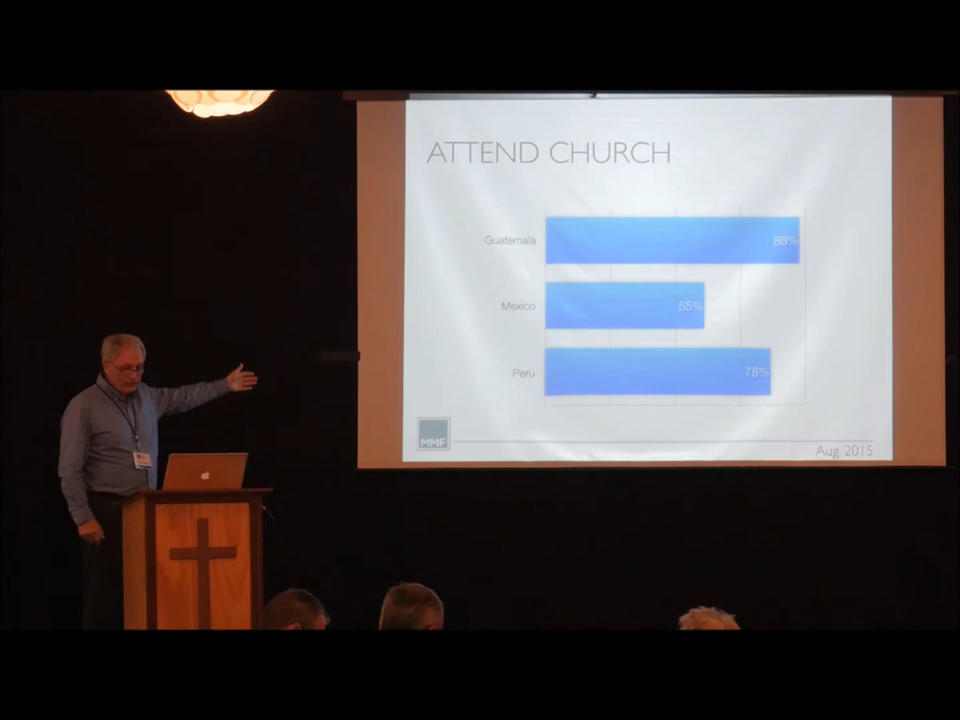 ATTEND CHURCH
Guatemala 88%
Mexico 55%
Peru 78%
MMF
Aug, 2015